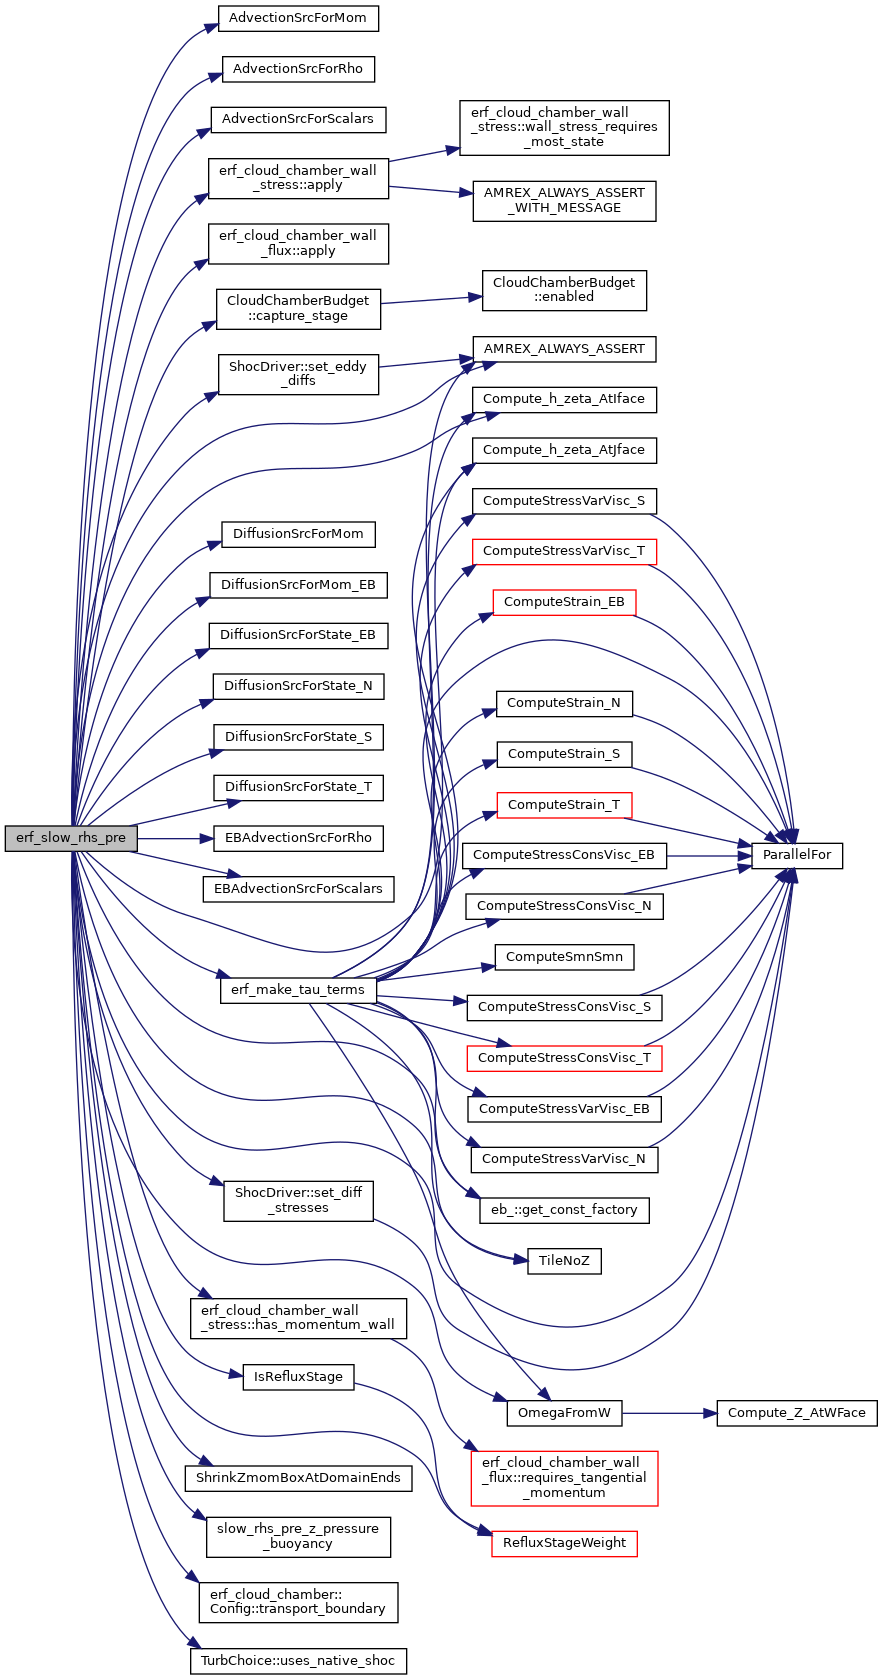 AdvectionSrcForMom
AdvectionSrcForRho
AdvectionSrcForScalars
erf_cloud_chamber_wall
_stress::apply
erf_cloud_chamber_wall
_stress::wall_stress_requires
_most_state
AMREX_ALWAYS_ASSERT
_WITH_MESSAGE
erf_cloud_chamber_wall
_flux::apply
CloudChamberBudget
::capture_stage
CloudChamberBudget
::enabled
ShocDriver::set_eddy
_diffs
AMREX_ALWAYS_ASSERT
Compute_h_zeta_AtIface
Compute_h_zeta_AtJface
ComputeStressVarVisc_S
DiffusionSrcForMom
ComputeStressVarVisc_T
DiffusionSrcForMom_EB
ComputeStrain_EB
DiffusionSrcForState_EB
DiffusionSrcForState_N
ComputeStrain_N
DiffusionSrcForState_S
ComputeStrain_S
DiffusionSrcForState_T
ComputeStrain_T
erf_slow_rhs_pre
EBAdvectionSrcForRho
ComputeStressConsVisc_EB
ParallelFor
EBAdvectionSrcForScalars
ComputeStressConsVisc_N
ComputeSmnSmn
erf_make_tau_terms
ComputeStressConsVisc_S
ComputeStressConsVisc_T
ComputeStressVarVisc_EB
ComputeStressVarVisc_N
ShocDriver::set_diff
_stresses
eb_::get_const_factory
TileNoZ
erf_cloud_chamber_wall
_stress::has_momentum_wall
IsRefluxStage
OmegaFromW
Compute_Z_AtWFace
ShrinkZmomBoxAtDomainEnds
erf_cloud_chamber_wall
_flux::requires_tangential
_momentum
slow_rhs_pre_z_pressure
_buoyancy
RefluxStageWeight
erf_cloud_chamber::
Config::transport_boundary
TurbChoice::uses_native_shoc